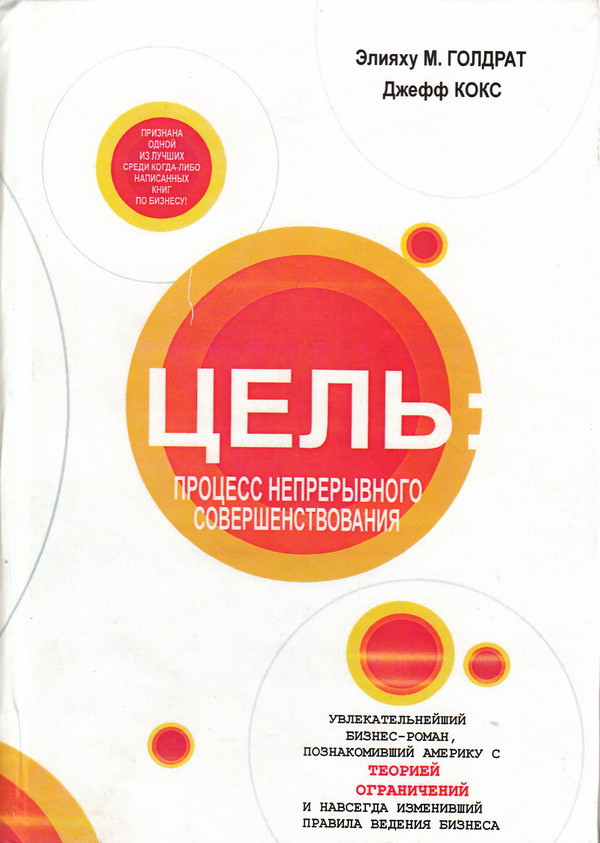 Элияху М. ГОЛДРАТ
Джефф КОКС
ПРИЗНАНА
ОДНОЙ
ИЗ ЛУЧШИХ
СРЕДИ КОГДА-ЛИБО
НАПИСАННЫХ
КНИГ
ПО БИЗНЕСУ!
ЦЕЛЬ:
ПРОЦЕСС НЕПРЕРЫВНОГО
СОВЕРШЕНСТВОВАНИЯ
УВЛЕКАТЕЛЬНЕЙШИЙ
БИЗНЕС-РОМАН,
ПОЗНАКОМИВШИЙ АМЕРИКУ С
ТЕОРИЕЙ
ОГРАНИЧЕНИЙ
И НАВСЕГДА ИЗМЕНИВШИЙ
ПРАВИЛА ВЕДЕНИЯ БИЗНЕСА